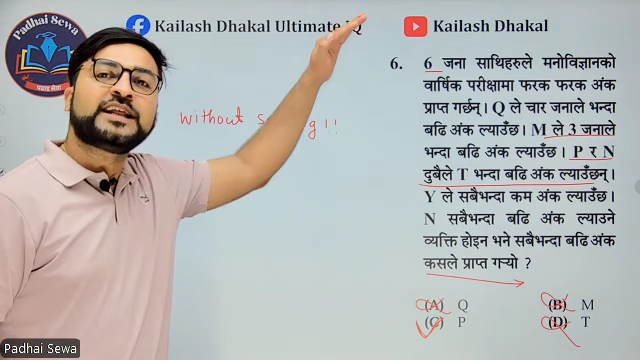 Padhai Sewa
Kailash Dhakal Ultimate IQ
Kailash Dhakal
without
6. 6 जना साथिहरुले मनोविज्ञानको
वार्षिक परीक्षामा फरक फरक अंक
प्राप्त गर्छन्। Q ले चार जनाले भन्दा
बढि अंक ल्याउँछ। M ले 3 जनाले
भन्दा बढि अंक ल्याउँछ। P र N
दुबैले T भन्दा बढि अंक ल्याउँछन्।
Y ले सबैभन्दा कम अंक ल्याउँछ।
N सबैभन्दा बढि अंक ल्याउने
व्यक्ति होइन भने सबैभन्दा बढि अंक
कसले प्राप्त गर्‍यो ?
(A) Q (B) M
(C) P (D) T
Padhai Sewa